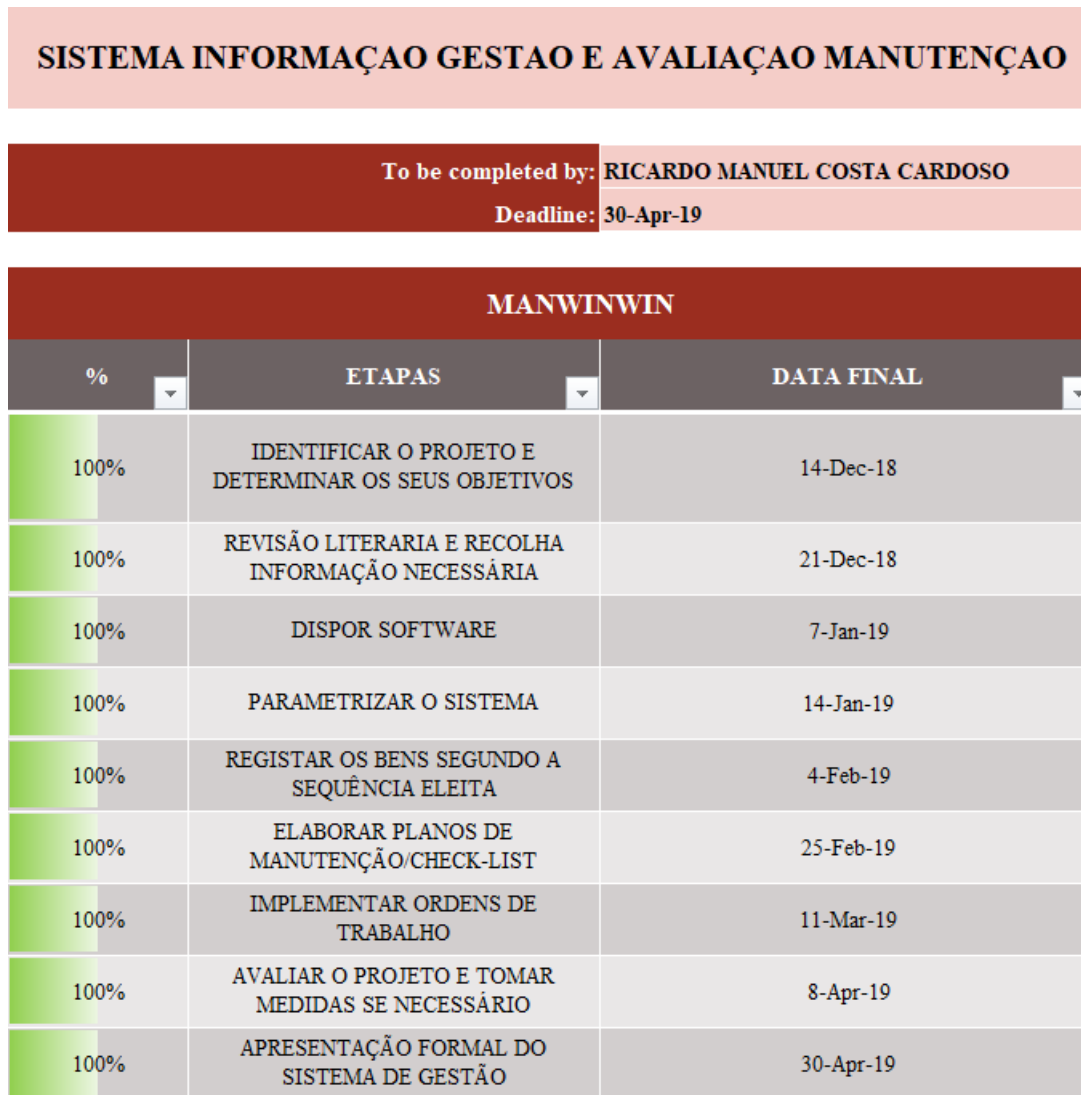 SISTEMA INFORMAÇAO GESTAO E AVALIAÇAO MANUTENÇAO
To be completed by: RICARDO MANUEL COSTA CARDOSO
Deadline: 30-Apr-19
MANWINWIN
% ETAPAS DATA FINAL
IDENTIFICAR O PROJETO E
100% DETERMINAR OS SEUS OBJETIVOS 14-Dec-18
REVISÃO LITERARIA E RECOLHA
100% INFORMAÇÃO NECESSÁRIA 21-Dec-18
100% DISPOR SOFTWARE 7-Jan-19
100% PARAMETRIZAR O SISTEMA 14-Jan-19
REGISTAR OS BENS SEGUNDO A
100% SEQUÊNCIA ELEITA 4-Feb-19
ELABORAR PLANOS DE
100% MANUTENÇÃO/CHECK-LIST 25-Feb-19
IMPLEMENTAR ORDENS DE
100% TRABALHO 11-Mar-19
AVALIAR O PROJETO E TOMAR
100% MEDIDAS SE NECESSÁRIO 8-Apr-19
APRESENTAÇÃO FORMAL DO
100% SISTEMA DE GESTÃO 30-Apr-19